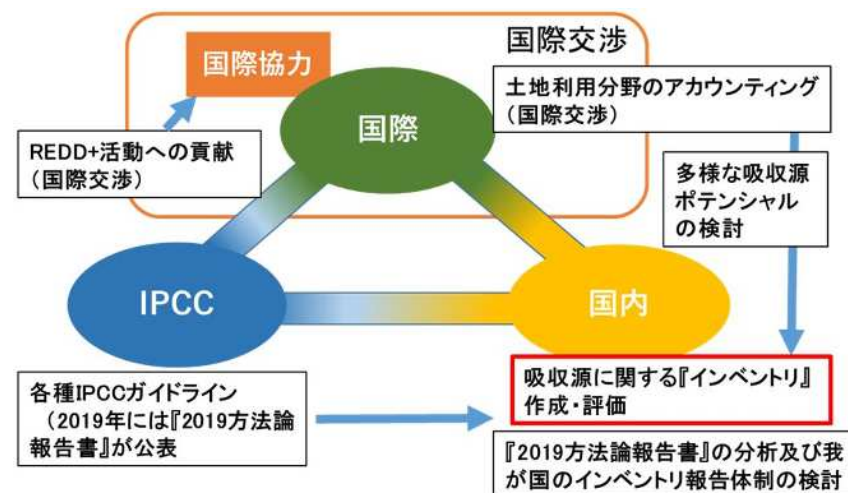 国際交渉
国際協力
国際
土地利用分野のアカウンティング
（国際交渉）
REDD+活動への貢献
（国際交渉）
多様な吸収源
ポテンシャル
の検討
IPCC
国内
各種IPCCガイドライン
（2019年には『2019方法論
報告書』が公表
吸収源に関する『インベントリ』
作成・評価
『2019方法論報告書』の分析及び我
が国のインベントリ報告体制の検討